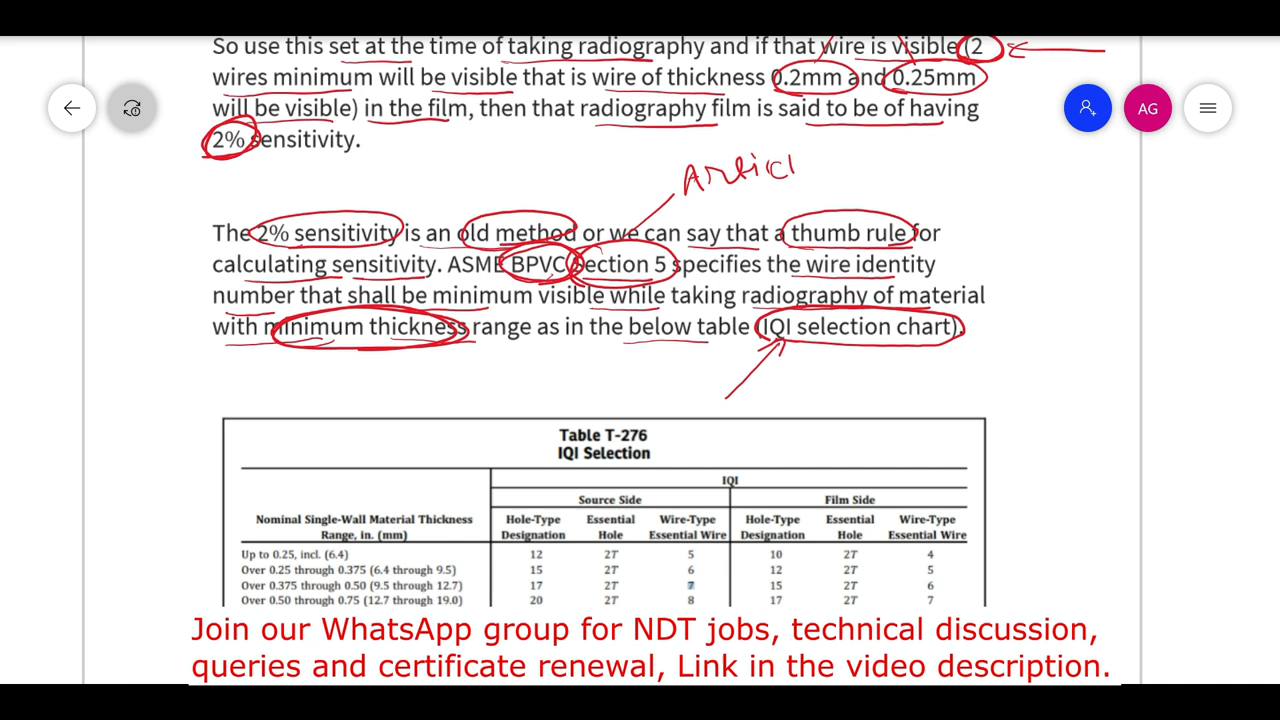 So use this set at the time of taking radiography and if that wire is visible (2
wires minimum will be visible that is wire of thickness 0.2mm and 0.25mm
will be visible) in the film, then that radiography film is said to be of having
2% sensitivity.
AG
Artical
The 2% sensitivity is an old method or we can say that a thumb rule for
calculating sensitivity. ASME BPVC Section 5 specifies the wire identity
number that shall be minimum visible while taking radiography of material
with minimum thickness range as in the below table (IQI selection chart).
Table T-276
IQI Selection
IQI
Source Side Film Side
Nominal Single-Wall Material Thickness Hole-Type Essential Wire-Type Hole-Type Essential Wire-Type
Range, in. (mm) Designation Hole Essential Wire Designation Hole Essential Wire
Up to 0.25, incl. (6.4) 12 2T 5 10 2T 4
Over 0.25 through 0.375 (6.4 through 9.5) 15 2T 6 12 2T 5
Over 0.375 through 0.50 (9.5 through 12.7) 17 2T 7 15 2T 6
Over 0.50 through 0.75 (12.7 through 19.0) 20 2T 8 17 2T 7
Join our WhatsApp group for NDT jobs, technical discussion,
queries and certificate renewal, Link in the video description.